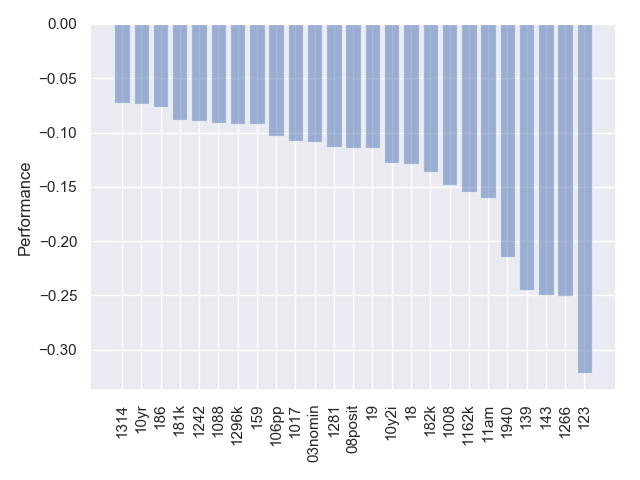 0.00
−0.05
−0.10
−0.15
−0.20
−0.25
−0.30
Performance
1314
10yr
186
181k
1242
1088
1296k
159
106pp
1017
03nomin
1281
08posit
19
10y2i
18
182k
1008
1162k
11am
1940
139
143
1266
123